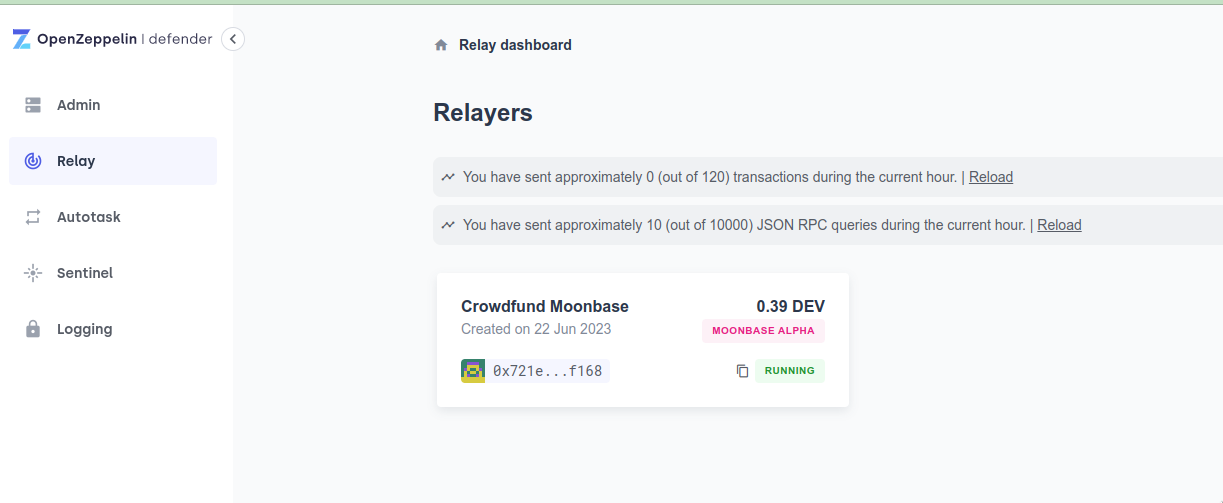 OpenZeppelin | defender
Admin
Relay
Autotask
Sentinel
Logging
Relay dashboard
Relayers
You have sent approximately 0 (out of 120) transactions during the current hour. | Reload
You have sent approximately 10 (out of 10000) JSON RPC queries during the current hour. | Reload
Crowdfund Moonbase
0.39 DEV
Created on 22 Jun 2023
MOONBASE ALPHA
0x721e...f168
RUNNING